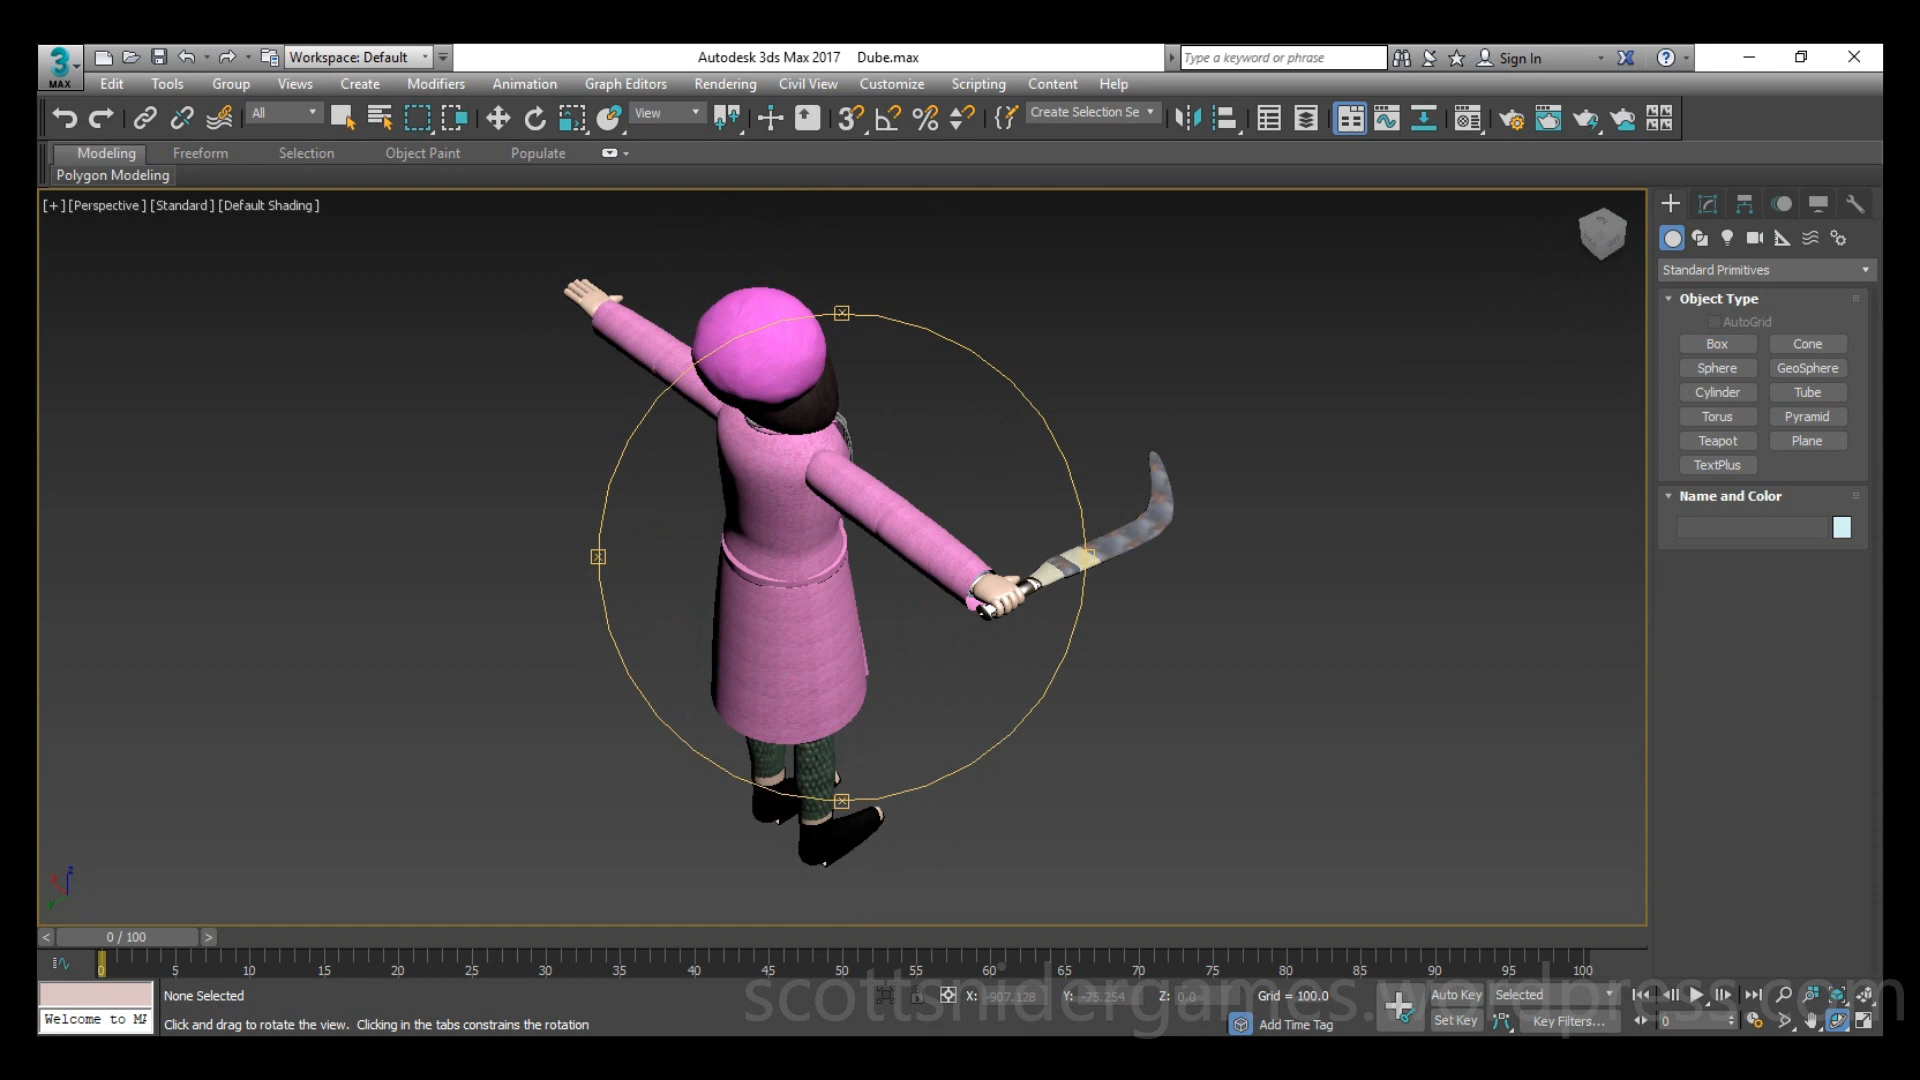 3
MAX
Workspace: Default
Autodesk 3ds Max 2017    Dube.max
Type a keyword or phrase
Sign In
Edit Tools Group Views Create Modifiers Animation Graph Editors Rendering Civil View Customize Scripting Content Help
All
View
Create Selection Se
Modeling Freeform Selection Object Paint Populate
Polygon Modeling
[+] [Perspective ] [Standard ] [Default Shading ]
Standard Primitives
Object Type
AutoGrid
Box Cone
Sphere GeoSphere
Cylinder Tube
Torus Pyramid
Teapot Plane
TextPlus
Name and Color
z
x
y
< 0 / 100 >
0 5 10 15 20 25 30 35 40 45 50 55 60 65 70 75 80 85 90 95 100
None Selected
X: -907.128 Y: -75.254 Z: 0.0 Grid = 100.0
Auto Key Selected
Welcome to MA
Click and drag to rotate the view.  Clicking in the tabs constrains the rotation
Add Time Tag
Set Key Key Filters... 0
scottsnidergames.wordpress.com